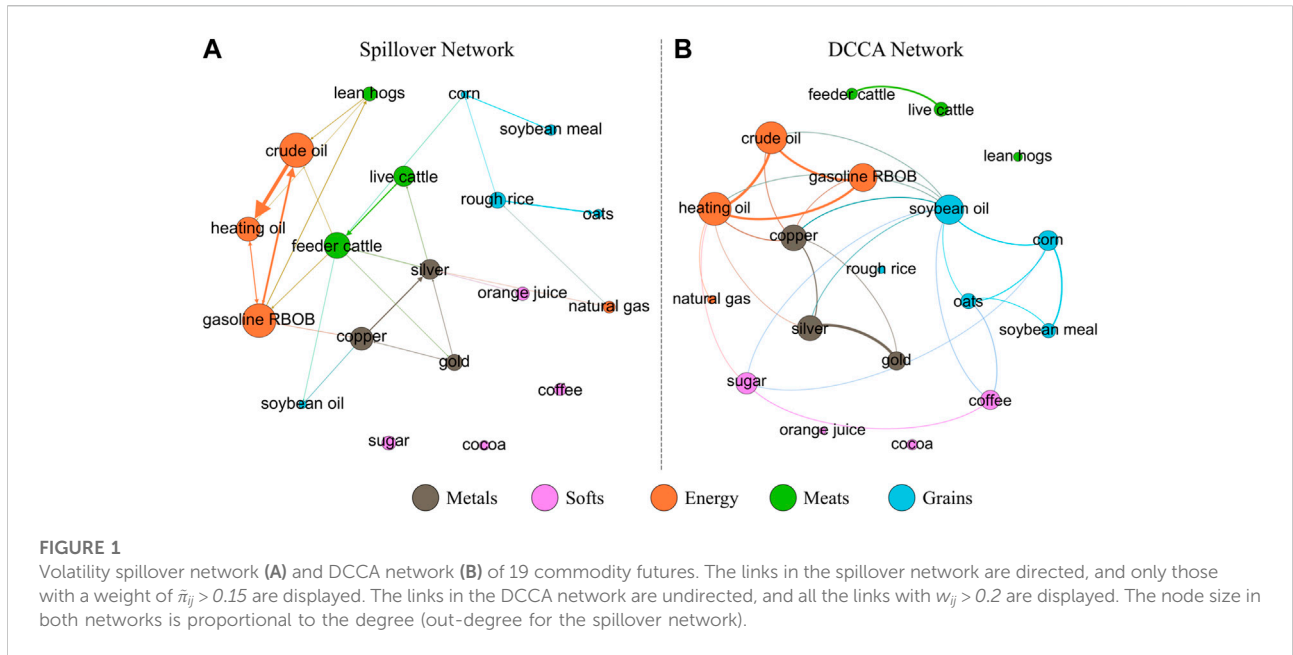 A
Spillover Network
lean hogs
corn
soybean meal
crude oil
live cattle
rough rice
oats
heating oil
feeder cattle
silver
orange juice
natural gas
gasoline RBOB
copper
gold
coffee
soybean oil
sugar
cocoa
B
DCCA Network
feeder cattle
live cattle
crude oil
lean hogs
gasoline RBOB
heating oil
soybean oil
copper
corn
rough rice
natural gas
oats
silver
soybean meal
gold
sugar
coffee
orange juice
cocoa
Metals Softs Energy Meats Grains
FIGURE 1
Volatility spillover network (A) and DCCA network (B) of 19 commodity futures. The links in the spillover network are directed, and only those
with a weight of π̃ij > 0.15 are displayed. The links in the DCCA network are undirected, and all the links with wij > 0.2 are displayed. The node size in
both networks is proportional to the degree (out-degree for the spillover network).